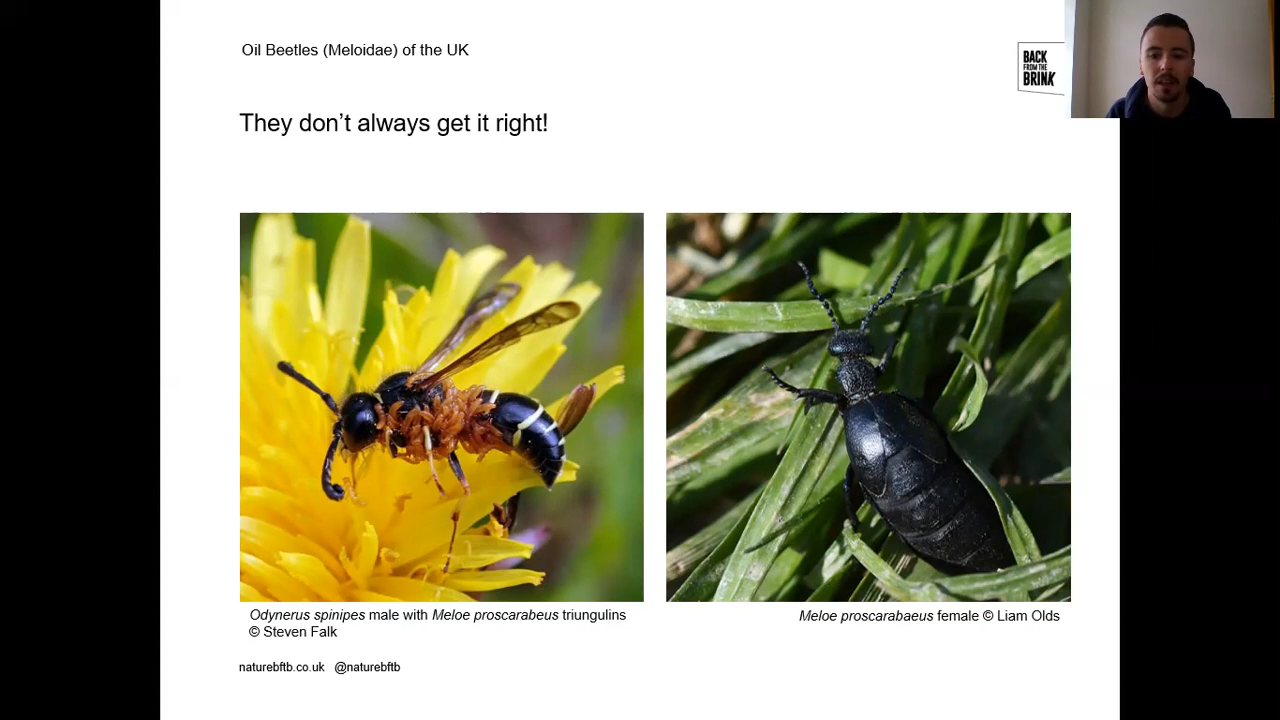 Oil Beetles (Meloidae) of the UK
BACK
FROM THE
BRINK
They don't always get it right!
Odynerus spinipes male with Meloe proscarabeus triungulins
© Steven Falk
Meloe proscarabaeus female © Liam Olds
naturebftb.co.uk @naturebftb